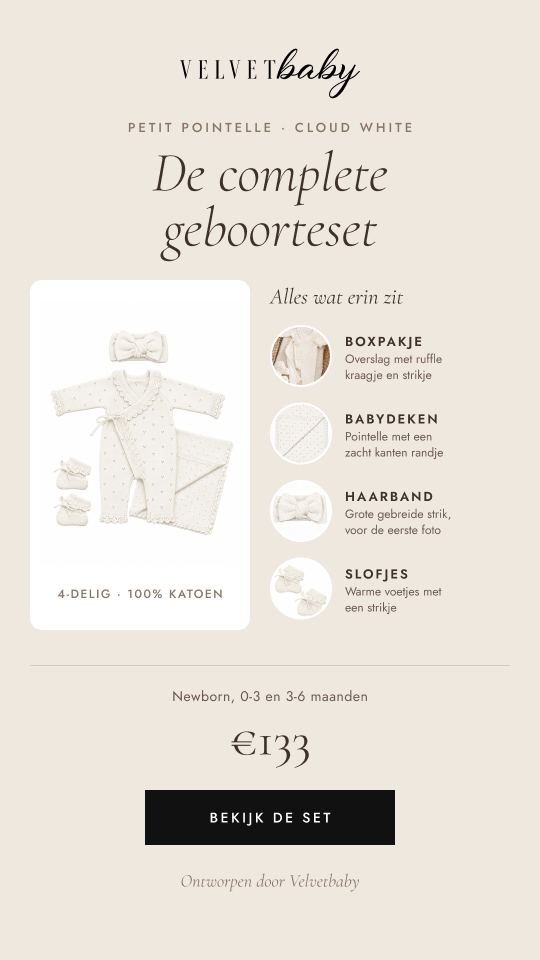 VELVETbaby
PETIT POINTELLE · CLOUD WHITE
De complete
geboorteset
4-DELIG · 100% KATOEN
Alles wat erin zit
BOXPAKJE
Overslag met ruffle
kraagje en strikje
BABYDEKEN
Pointelle met een
zacht kanten randje
HAARBAND
Grote gebreide strik,
voor de eerste foto
SLOFJES
Warme voetjes met
een strikje
Newborn, 0-3 en 3-6 maanden
€133
BEKIJK DE SET
Ontworpen door Velvetbaby